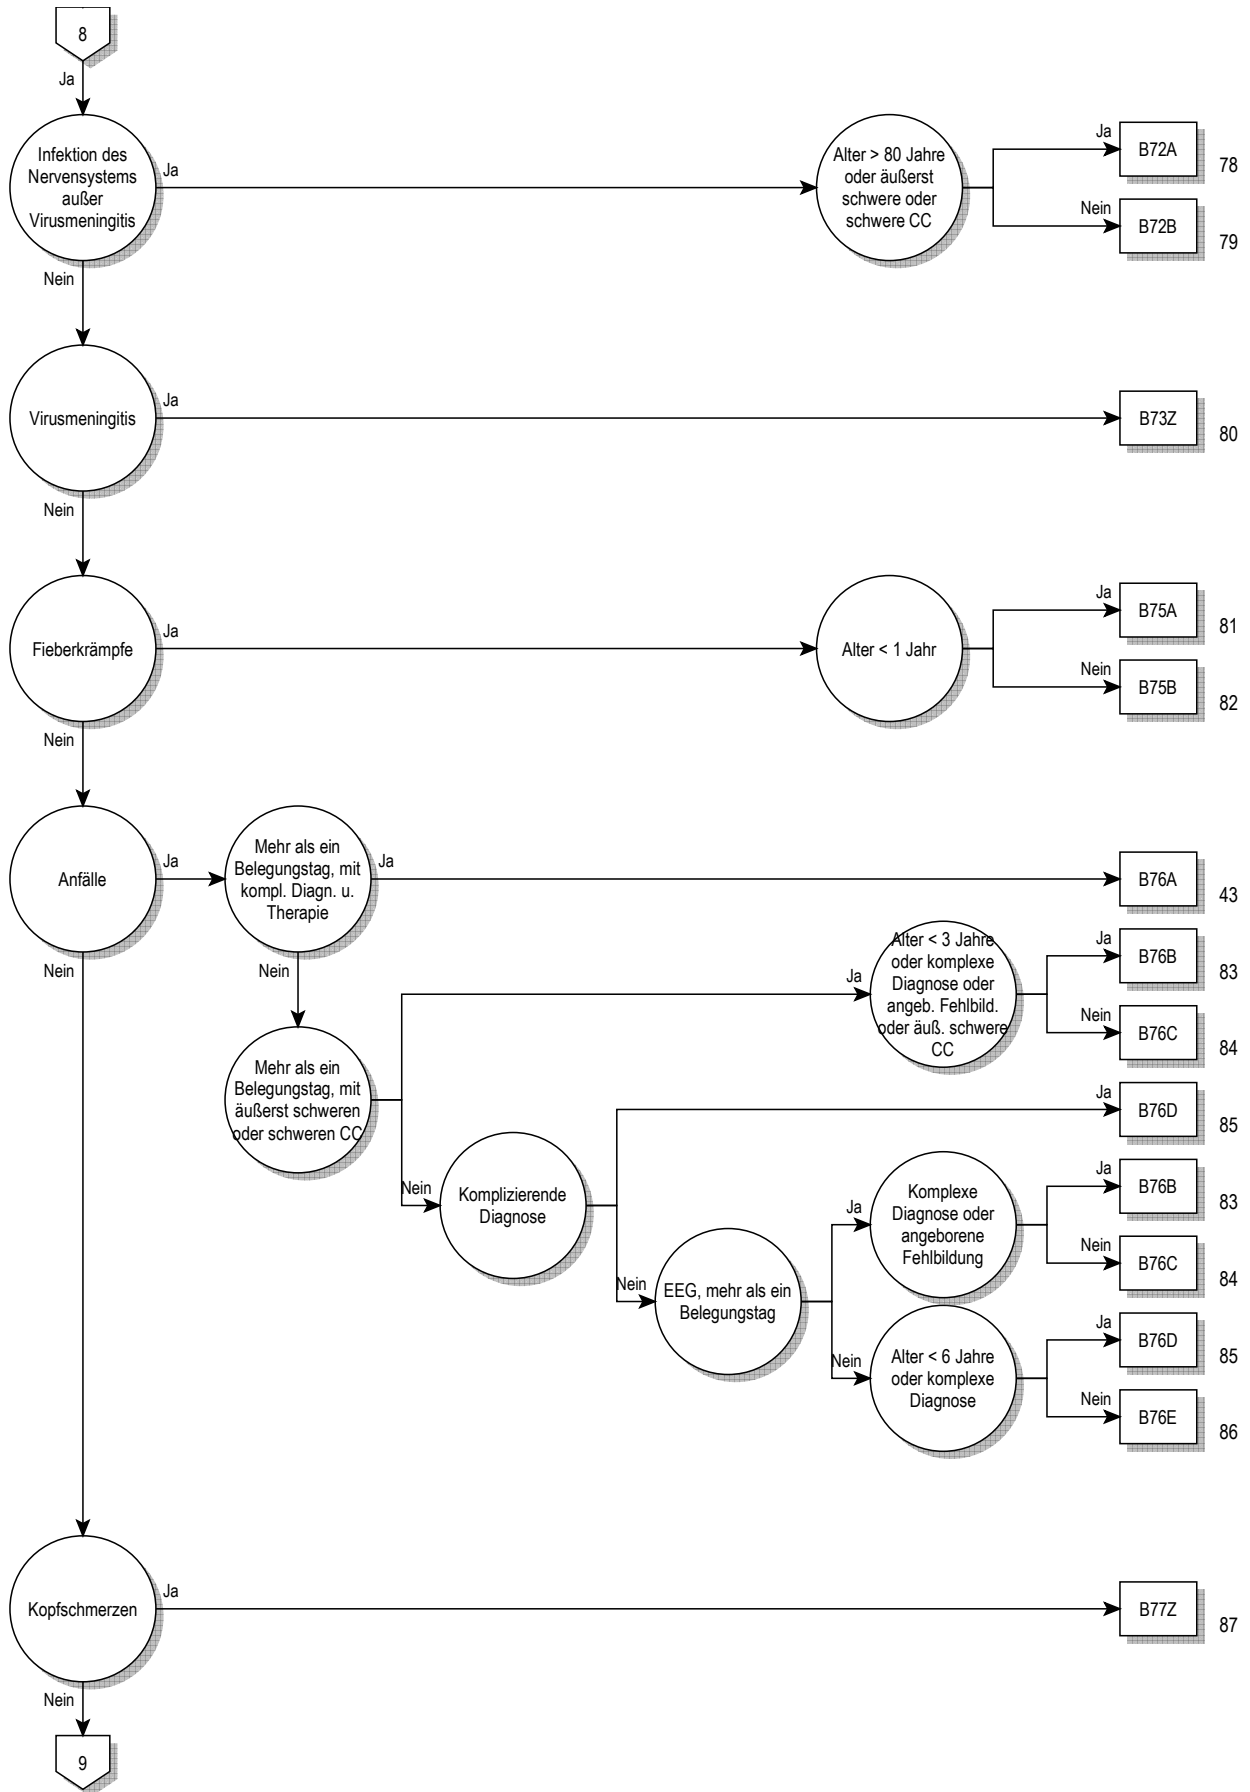 8
Ja
Infektion des
Nervensystems
außer
Virusmeningitis
Ja
Alter > 80 Jahre
oder äußerst
schwere oder
schwere CC
Ja
B72A
78
Nein
B72B
79
Nein
Virusmeningitis
Ja
B73Z
80
Nein
Fieberkrämpfe
Ja
Alter < 1 Jahr
Ja
B75A
81
Nein
B75B
82
Nein
Anfälle
Ja
Mehr als ein
Belegungstag, mit
kompl. Diagn. u.
Therapie
Ja
B76A
43
Nein
Nein
Mehr als ein
Belegungstag, mit
äußerst schweren
oder schweren CC
Ja
Alter < 3 Jahre
oder komplexe
Diagnose oder
angeb. Fehlbild.
oder äuß. schwere
CC
Ja
B76B
83
Nein
B76C
84
Nein
Komplizierende
Diagnose
Ja
B76D
85
Nein
EEG, mehr als ein
Belegungstag
Ja
Komplexe
Diagnose oder
angeborene
Fehlbildung
Ja
B76B
83
Nein
B76C
84
Nein
Alter < 6 Jahre
oder komplexe
Diagnose
Ja
B76D
85
Nein
B76E
86
Kopfschmerzen
Ja
B77Z
87
Nein
9